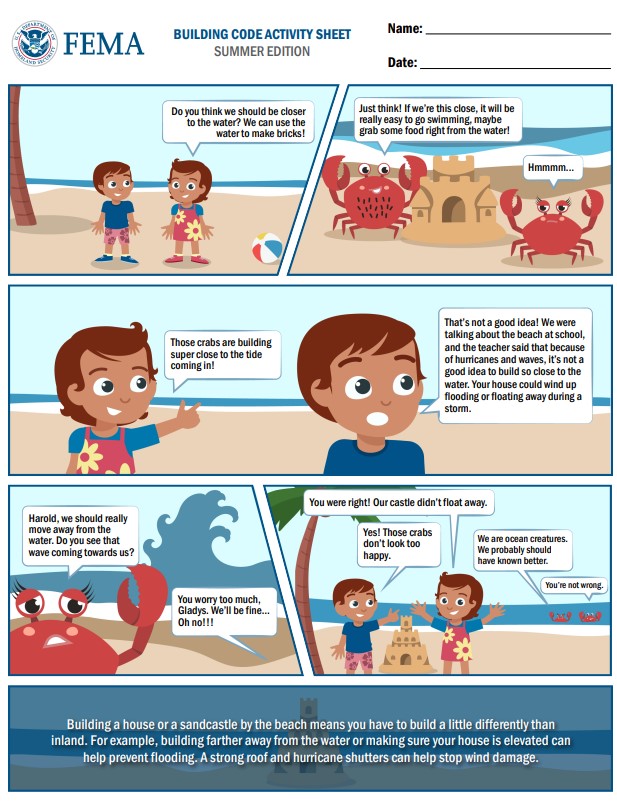 U.S. DEPARTMENT OF HOMELAND SECURITY
FEMA
BUILDING CODE ACTIVITY SHEET
SUMMER EDITION
Name:
Date:
Do you think we should be closer
to the water? We can use the
water to make bricks!
Just think! If we're this close, it will be
really easy to go swimming, maybe
grab some food right from the water!
Hmmmm...
Those crabs are building
super close to the tide
coming in!
That's not a good idea! We were
talking about the beach at school,
and the teacher said that because
of hurricanes and waves, it's not a
good idea to build so close to the
water. Your house could wind up
flooding or floating away during a
storm.
Harold, we should really
move away from the
water. Do you see that
wave coming towards us?
You worry too much,
Gladys. We'll be fine...
Oh no!!!
You were right! Our castle didn't float away.
Yes! Those crabs
don't look too
happy.
We are ocean creatures.
We probably should
have known better.
You're not wrong.
Building a house or a sandcastle by the beach means you have to build a little differently than
inland. For example, building farther away from the water or making sure your house is elevated can
help prevent flooding. A strong roof and hurricane shutters can help stop wind damage.